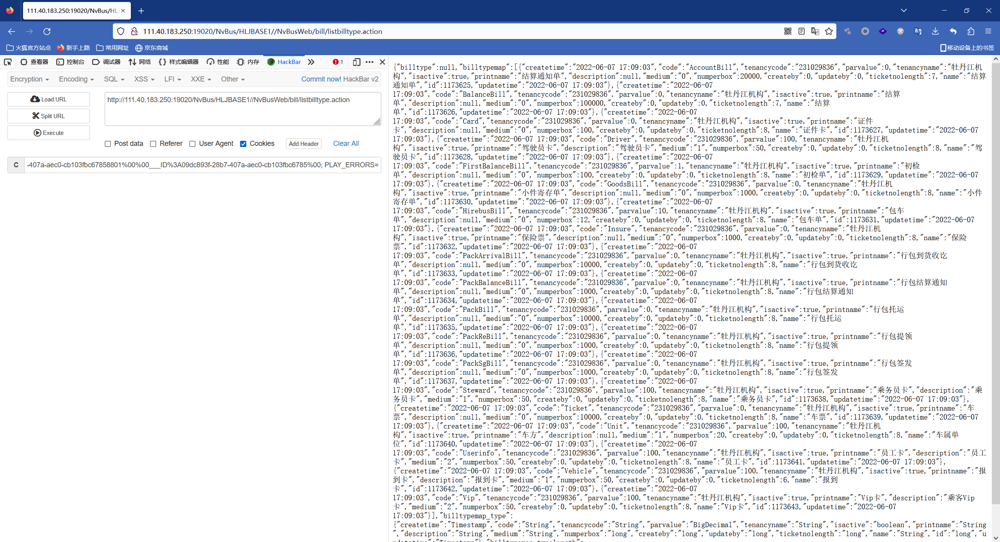 111.40.183.250:19020/NvBus/HL
111.40.183.250:19020/NvBus/HLJBASE1//NvBusWeb/bill/listbilltype.action
火狐官方站点 新手上路 常用网址 京东商城 移动设备上的书签
查看器 控制台 调试器 网络 样式编辑器 性能 内存 HackBar 1
Encryption Encoding SQL XSS LFI XXE Other Commit now! HackBar v2
Load URL
http://111.40.183.250:19020/NvBus/HLJBASE1//NvBusWeb/bill/listbilltype.action
Split URL
Execute
Post data Referer User Agent Cookies Add Header Clear All
C -407a-aec0-cb103fbc67858801%00%00___ID%3A09dc893f-28b7-407a-aec0-cb103fbc6785%00; PLAY_ERRORS=
{"billtype":null,"billtypemap":[{"createtime":"2022-06-07 17:09:03","code":"AccountBill","tenancycode":"231029836","parvalue":0,"tenancyname":"牡丹江机
构","isactive":true,"printname":"结算通知单","description":null,"medium":"0","numperbox":20000,"createby":0,"updateby":0,"ticketnolength":7,"name":"结算
通知单","id":1173625,"updatetime":"2022-06-07 17:09:03"},{"createtime":"2022-06-07
17:09:03","code":"BalanceBill","tenancycode":"231029836","parvalue":0,"tenancyname":"牡丹江机构","isactive":true,"printname":"结算
单","description":null,"medium":"0","numperbox":100000,"createby":0,"updateby":0,"ticketnolength":7,"name":"结算
单","id":1173626,"updatetime":"2022-06-07 17:09:03"},{"createtime":"2022-06-07
17:09:03","code":"Card","tenancycode":"231029836","parvalue":0,"tenancyname":"牡丹江机构","isactive":true,"printname":"证件
卡","description":null,"medium":"0","numperbox":100,"createby":0,"updateby":0,"ticketnolength":8,"name":"证件卡","id":1173627,"updatetime":"2022-06-07
17:09:03"},{"createtime":"2022-06-07 17:09:03","code":"Driver","tenancycode":"231029836","parvalue":100,"tenancyname":"牡丹江机
构","isactive":true,"printname":"驾驶员卡","description":"驾驶员卡","medium":"1","numperbox":50,"createby":0,"updateby":0,"ticketnolength":8,"name":"驾
驶员卡","id":1173628,"updatetime":"2022-06-07 17:09:03"},{"createtime":"2022-06-07
17:09:03","code":"FirstBalanceBill","tenancycode":"231029836","parvalue":1,"tenancyname":"牡丹江机构","isactive":true,"printname":"初检
单","description":null,"medium":"0","numperbox":100,"createby":0,"updateby":0,"ticketnolength":8,"name":"初检单","id":1173629,"updatetime":"2022-06-07
17:09:03"},{"createtime":"2022-06-07 17:09:03","code":"GoodsBill","tenancycode":"231029836","parvalue":0,"tenancyname":"牡丹江机
构","isactive":true,"printname":"小件寄存单","description":null,"medium":"0","numperbox":1000,"createby":0,"updateby":0,"ticketnolength":8,"name":"小件
寄存单","id":1173630,"updatetime":"2022-06-07 17:09:03"},{"createtime":"2022-06-07
17:09:03","code":"HirebusBill","tenancycode":"231029836","parvalue":10,"tenancyname":"牡丹江机构","isactive":true,"printname":"包车
单","description":null,"medium":"0","numperbox":12,"createby":0,"updateby":0,"ticketnolength":8,"name":"包车单","id":1173631,"updatetime":"2022-06-07
17:09:03"},{"createtime":"2022-06-07 17:09:03","code":"Insure","tenancycode":"231029836","parvalue":0,"tenancyname":"牡丹江机
构","isactive":true,"printname":"保险票","description":null,"medium":"0","numperbox":1000,"createby":0,"updateby":0,"ticketnolength":8,"name":"保险
票","id":1173632,"updatetime":"2022-06-07 17:09:03"},{"createtime":"2022-06-07
17:09:03","code":"PackArrivalBill","tenancycode":"231029836","parvalue":0,"tenancyname":"牡丹江机构","isactive":true,"printname":"行包到货收讫
单","description":null,"medium":"0","numperbox":10000,"createby":0,"updateby":0,"ticketnolength":8,"name":"行包到货收讫
单","id":1173633,"updatetime":"2022-06-07 17:09:03"},{"createtime":"2022-06-07
17:09:03","code":"PackBalanceBill","tenancycode":"231029836","parvalue":0,"tenancyname":"牡丹江机构","isactive":true,"printname":"行包结算通知
单","description":null,"medium":"0","numperbox":1000,"createby":0,"updateby":0,"ticketnolength":8,"name":"行包结算通知
单","id":1173634,"updatetime":"2022-06-07 17:09:03"},{"createtime":"2022-06-07
17:09:03","code":"PackBill","tenancycode":"231029836","parvalue":0,"tenancyname":"牡丹江机构","isactive":true,"printname":"行包托运
单","description":null,"medium":"0","numperbox":10000,"createby":0,"updateby":0,"ticketnolength":8,"name":"行包托运
单","id":1173635,"updatetime":"2022-06-07 17:09:03"},{"createtime":"2022-06-07
17:09:03","code":"PackReBill","tenancycode":"231029836","parvalue":0,"tenancyname":"牡丹江机构","isactive":true,"printname":"行包提领
单","description":null,"medium":"0","numperbox":1000,"createby":0,"updateby":0,"ticketnolength":8,"name":"行包提领
单","id":1173636,"updatetime":"2022-06-07 17:09:03"},{"createtime":"2022-06-07
17:09:03","code":"PackSgBill","tenancycode":"231029836","parvalue":0,"tenancyname":"牡丹江机构","isactive":true,"printname":"行包签发
单","description":null,"medium":"0","numperbox":1000,"createby":0,"updateby":0,"ticketnolength":8,"name":"行包签发
单","id":1173637,"updatetime":"2022-06-07 17:09:03"},{"createtime":"2022-06-07
17:09:03","code":"Steward","tenancycode":"231029836","parvalue":100,"tenancyname":"牡丹江机构","isactive":true,"printname":"乘务员卡","description":"乘
务员卡","medium":"1","numperbox":50,"createby":0,"updateby":0,"ticketnolength":8,"name":"乘务员卡","id":1173638,"updatetime":"2022-06-07 17:09:03"},
{"createtime":"2022-06-07 17:09:03","code":"Ticket","tenancycode":"231029836","parvalue":0,"tenancyname":"牡丹江机构","isactive":true,"printname":"车
票","description":null,"medium":"0","numperbox":10000,"createby":0,"updateby":0,"ticketnolength":8,"name":"车票","id":1173639,"updatetime":"2022-06-07
17:09:03"},{"createtime":"2022-06-07 17:09:03","code":"Unit","tenancycode":"231029836","parvalue":100,"tenancyname":"牡丹江机
构","isactive":true,"printname":"车方","description":null,"medium":"1","numperbox":20,"createby":0,"updateby":0,"ticketnolength":8,"name":"车属单
位","id":1173640,"updatetime":"2022-06-07 17:09:03"},{"createtime":"2022-06-07
17:09:03","code":"Userinfo","tenancycode":"231029836","parvalue":100,"tenancyname":"牡丹江机构","isactive":true,"printname":"员工卡","description":"员工
卡","medium":"2","numperbox":50,"createby":0,"updateby":0,"ticketnolength":8,"name":"员工卡","id":1173641,"updatetime":"2022-06-07 17:09:03"},
{"createtime":"2022-06-07 17:09:03","code":"Vehicle","tenancycode":"231029836","parvalue":100,"tenancyname":"牡丹江机构","isactive":true,"printname":"报
到卡","description":"报到卡","medium":"1","numperbox":50,"createby":0,"updateby":0,"ticketnolength":6,"name":"报到
卡","id":1173642,"updatetime":"2022-06-07 17:09:03"},{"createtime":"2022-06-07
17:09:03","code":"Vip","tenancycode":"231029836","parvalue":100,"tenancyname":"牡丹江机构","isactive":true,"printname":"Vip卡","description":"乘客Vip
卡","medium":"2","numperbox":50,"createby":0,"updateby":0,"ticketnolength":8,"name":"Vip卡","id":1173643,"updatetime":"2022-06-07
17:09:03"}],"billtypemap_type":
{"createtime":"Timestamp","code":"String","tenancycode":"String","parvalue":"BigDecimal","tenancyname":"String","isactive":"boolean","printname":"String
","description":"String","medium":"String","numperbox":"long","createby":"long","updateby":"long","ticketnolength":"long","name":"String","id":"long","u
pdatetime":"Timestamp"},"billtypemap_typelength":